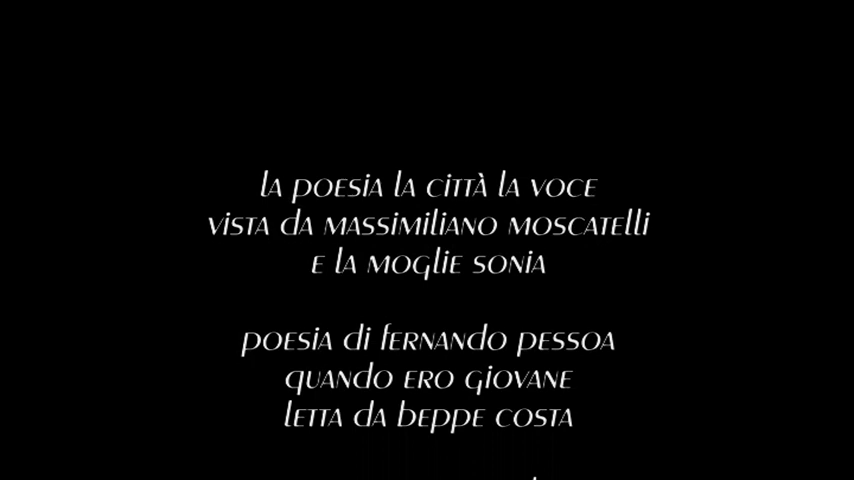 la poesia la città la voce
vista da massimiliano moscatelli
e la moglie sonia
poesia di fernando pessoa
quando ero giovane
letta da beppe costa